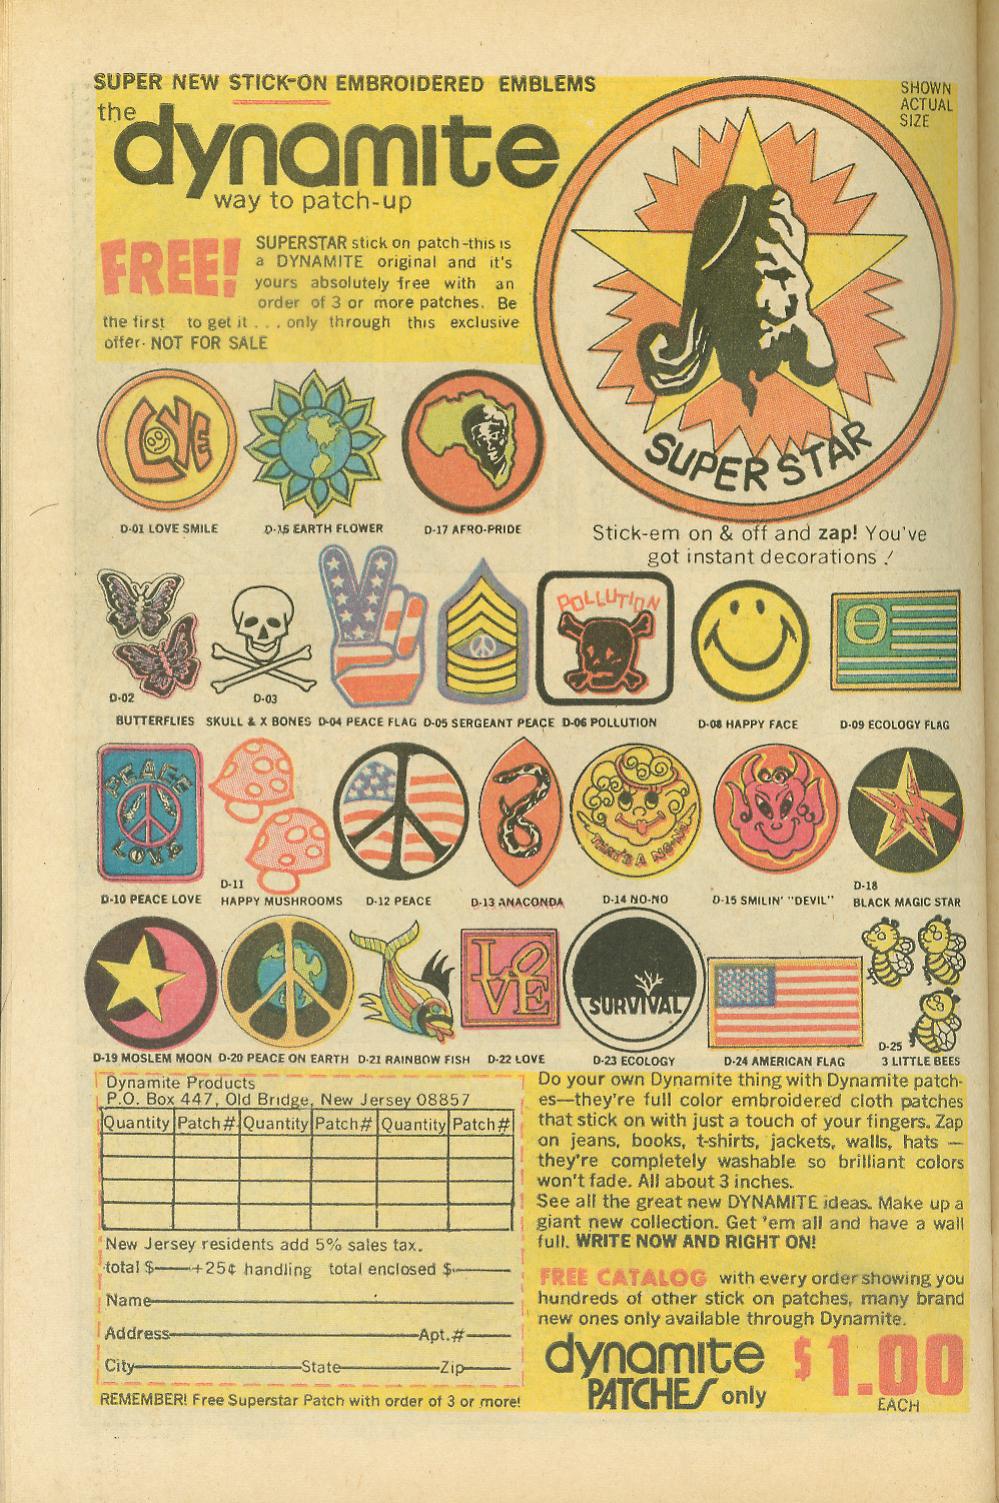 SUPER NEW STICK-ON EMBROIDERED EMBLEMS
the
dynamite
way to patch-up
SHOWN
ACTUAL
SIZE
FREE!
SUPERSTAR stick on patch-this is
a DYNAMITE original and it's
yours absolutely free with an
order of 3 or more patches. Be
the first to get it . . . only through this exclusive
offer. NOT FOR SALE
SUPER STAR
LOVE
D-01 LOVE SMILE
D-16 EARTH FLOWER
D-17 AFRO-PRIDE
Stick-em on & off and zap! You've
got instant decorations !
POLLUTION
D-02
BUTTERFLIES
D-03
SKULL & X BONES
D-04 PEACE FLAG
D-05 SERGEANT PEACE
D-06 POLLUTION
D-08 HAPPY FACE
D-09 ECOLOGY FLAG
PEACE
LOVE
THAT'S A NO-NO
D-10 PEACE LOVE
D-11
HAPPY MUSHROOMS
D-12 PEACE
D-13 ANACONDA
D-14 NO-NO
D-15 SMILIN' "DEVIL"
D-18
BLACK MAGIC STAR
LOVE
SURVIVAL
D-19 MOSLEM MOON
D-20 PEACE ON EARTH
D-21 RAINBOW FISH
D-22 LOVE
D-23 ECOLOGY
D-24 AMERICAN FLAG
D-25
3 LITTLE BEES
Dynamite Products
P.O. Box 447, Old Bridge, New Jersey 08857
Quantity Patch# Quantity Patch# Quantity Patch#
New Jersey residents add 5% sales tax.
total $ +25¢ handling total enclosed $
Name
Address Apt.#
City State Zip
REMEMBER! Free Superstar Patch with order of 3 or more!
Do your own Dynamite thing with Dynamite patch-
es—they're full color embroidered cloth patches
that stick on with just a touch of your fingers. Zap
on jeans, books, t-shirts, jackets, walls, hats —
they're completely washable so brilliant colors
won't fade. All about 3 inches.
See all the great new DYNAMITE ideas. Make up a
giant new collection. Get 'em all and have a wall
full. WRITE NOW AND RIGHT ON!
FREE CATALOG with every order showing you
hundreds of other stick on patches, many brand
new ones only available through Dynamite.
dynamite
PATCHES only
$1.00
EACH